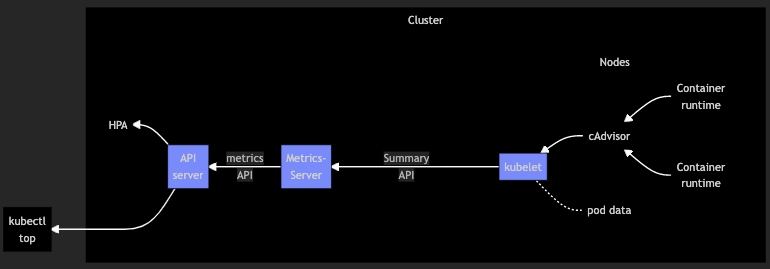 Cluster
Nodes
Container
runtime
HPA
cAdvisor
API
server
metrics
API
Metrics-
Server
Summary
API
kubelet
Container
runtime
kubectl
top
pod data